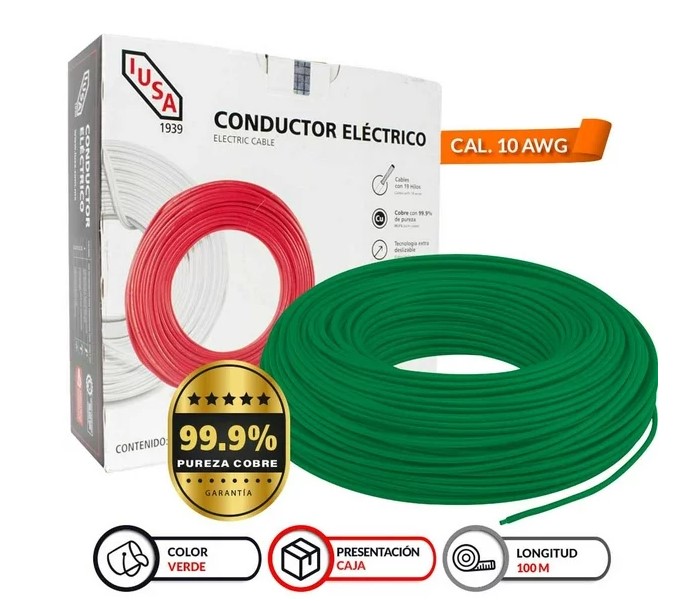 IUSA
1939
CONDUCTOR ELÉCTRICO
ELECTRIC CABLE
CAL. 10 AWG
Cables
con 19 Hilos
Cu
Cobre con 99.9%
de pureza
Tecnología extra
deslizable
CONDUCTOR
ELÉCTRICO
CONTENIDO:
99.9%
PUREZA COBRE
GARANTÍA
COLOR
VERDE
PRESENTACIÓN
CAJA
LONGITUD
100 M